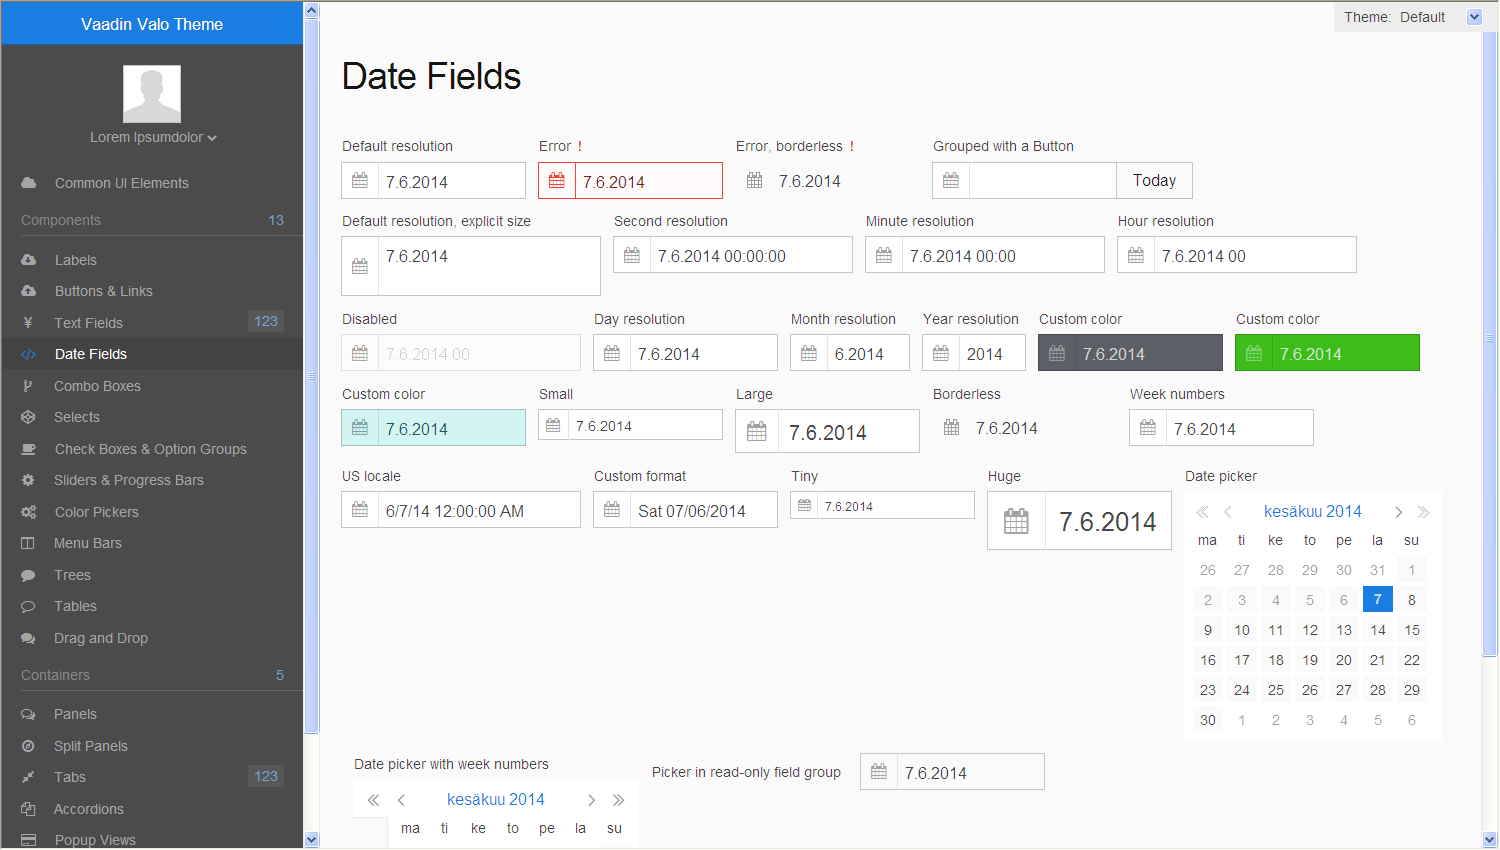 Vaadin Valo Theme
Lorem Ipsumdolor
Common UI Elements
Components 13
Labels
Buttons & Links
Text Fields 123
Date Fields
Combo Boxes
Selects
Check Boxes & Option Groups
Sliders & Progress Bars
Color Pickers
Menu Bars
Trees
Tables
Drag and Drop
Containers 5
Panels
Split Panels
Tabs 123
Accordions
Popup Views
Theme: Default
Date Fields
Default resolution Error ! Error, borderless ! Grouped with a Button
7.6.2014 7.6.2014 7.6.2014 Today
Default resolution, explicit size Second resolution Minute resolution Hour resolution
7.6.2014 7.6.2014 00:00:00 7.6.2014 00:00 7.6.2014 00
Disabled Day resolution Month resolution Year resolution Custom color Custom color
7.6.2014 00 7.6.2014 6.2014 2014 7.6.2014 7.6.2014
Custom color Small Large Borderless Week numbers
7.6.2014 7.6.2014 7.6.2014 7.6.2014 7.6.2014
US locale Custom format Tiny Huge Date picker
6/7/14 12:00:00 AM Sat 07/06/2014 7.6.2014 7.6.2014
kesäkuu 2014
ma ti ke to pe la su
26 27 28 29 30 31 1
2 3 4 5 6 7 8
9 10 11 12 13 14 15
16 17 18 19 20 21 22
23 24 25 26 27 28 29
30 1 2 3 4 5 6
Date picker with week numbers
kesäkuu 2014
ma ti ke to pe la su
Picker in read-only field group 7.6.2014